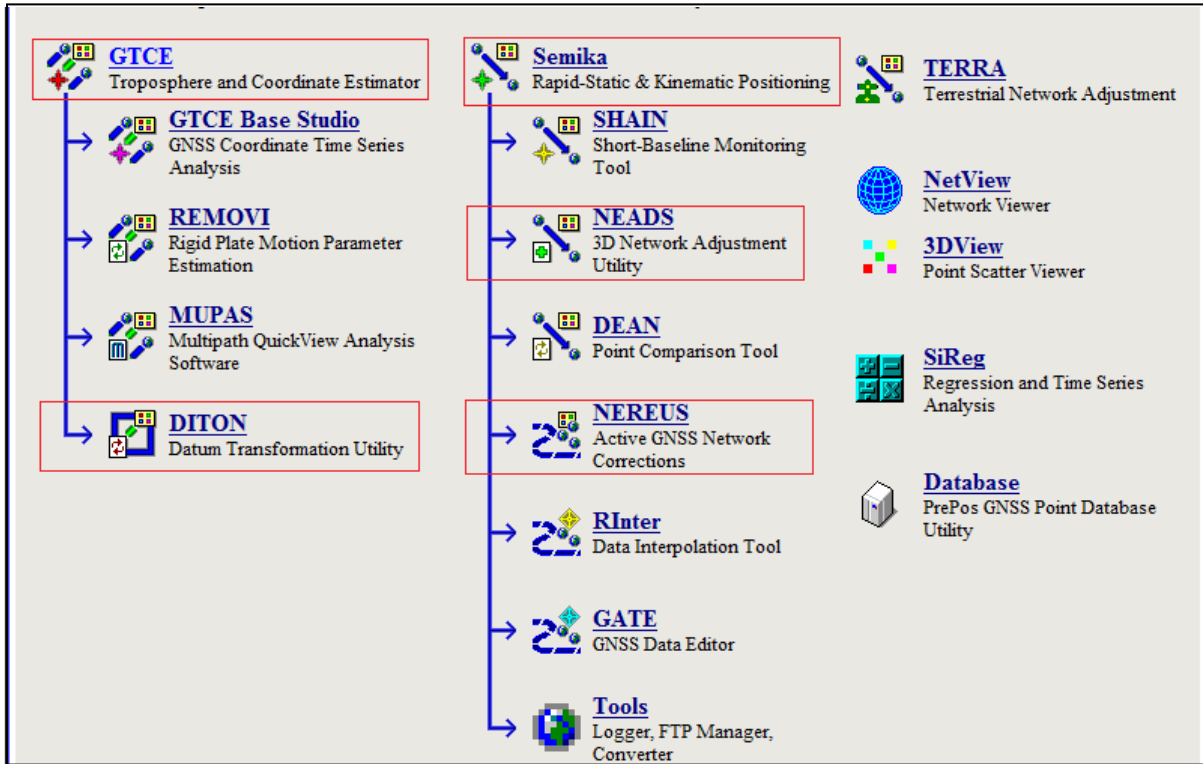 GTCE
Troposphere and Coordinate Estimator
GTCE Base Studio
GNSS Coordinate Time Series
Analysis
REMOVI
Rigid Plate Motion Parameter
Estimation
MUPAS
Multipath QuickView Analysis
Software
DITON
Datum Transformation Utility
Semika
Rapid-Static & Kinematic Positioning
SHAIN
Short-Baseline Monitoring
Tool
NEADS
3D Network Adjustment
Utility
DEAN
Point Comparison Tool
NEREUS
Active GNSS Network
Corrections
RInter
Data Interpolation Tool
GATE
GNSS Data Editor
Tools
Logger, FTP Manager,
Converter
TERRA
Terrestrial Network Adjustment
NetView
Network Viewer
3DView
Point Scatter Viewer
SiReg
Regression and Time Series
Analysis
Database
PrePos GNSS Point Database
Utility